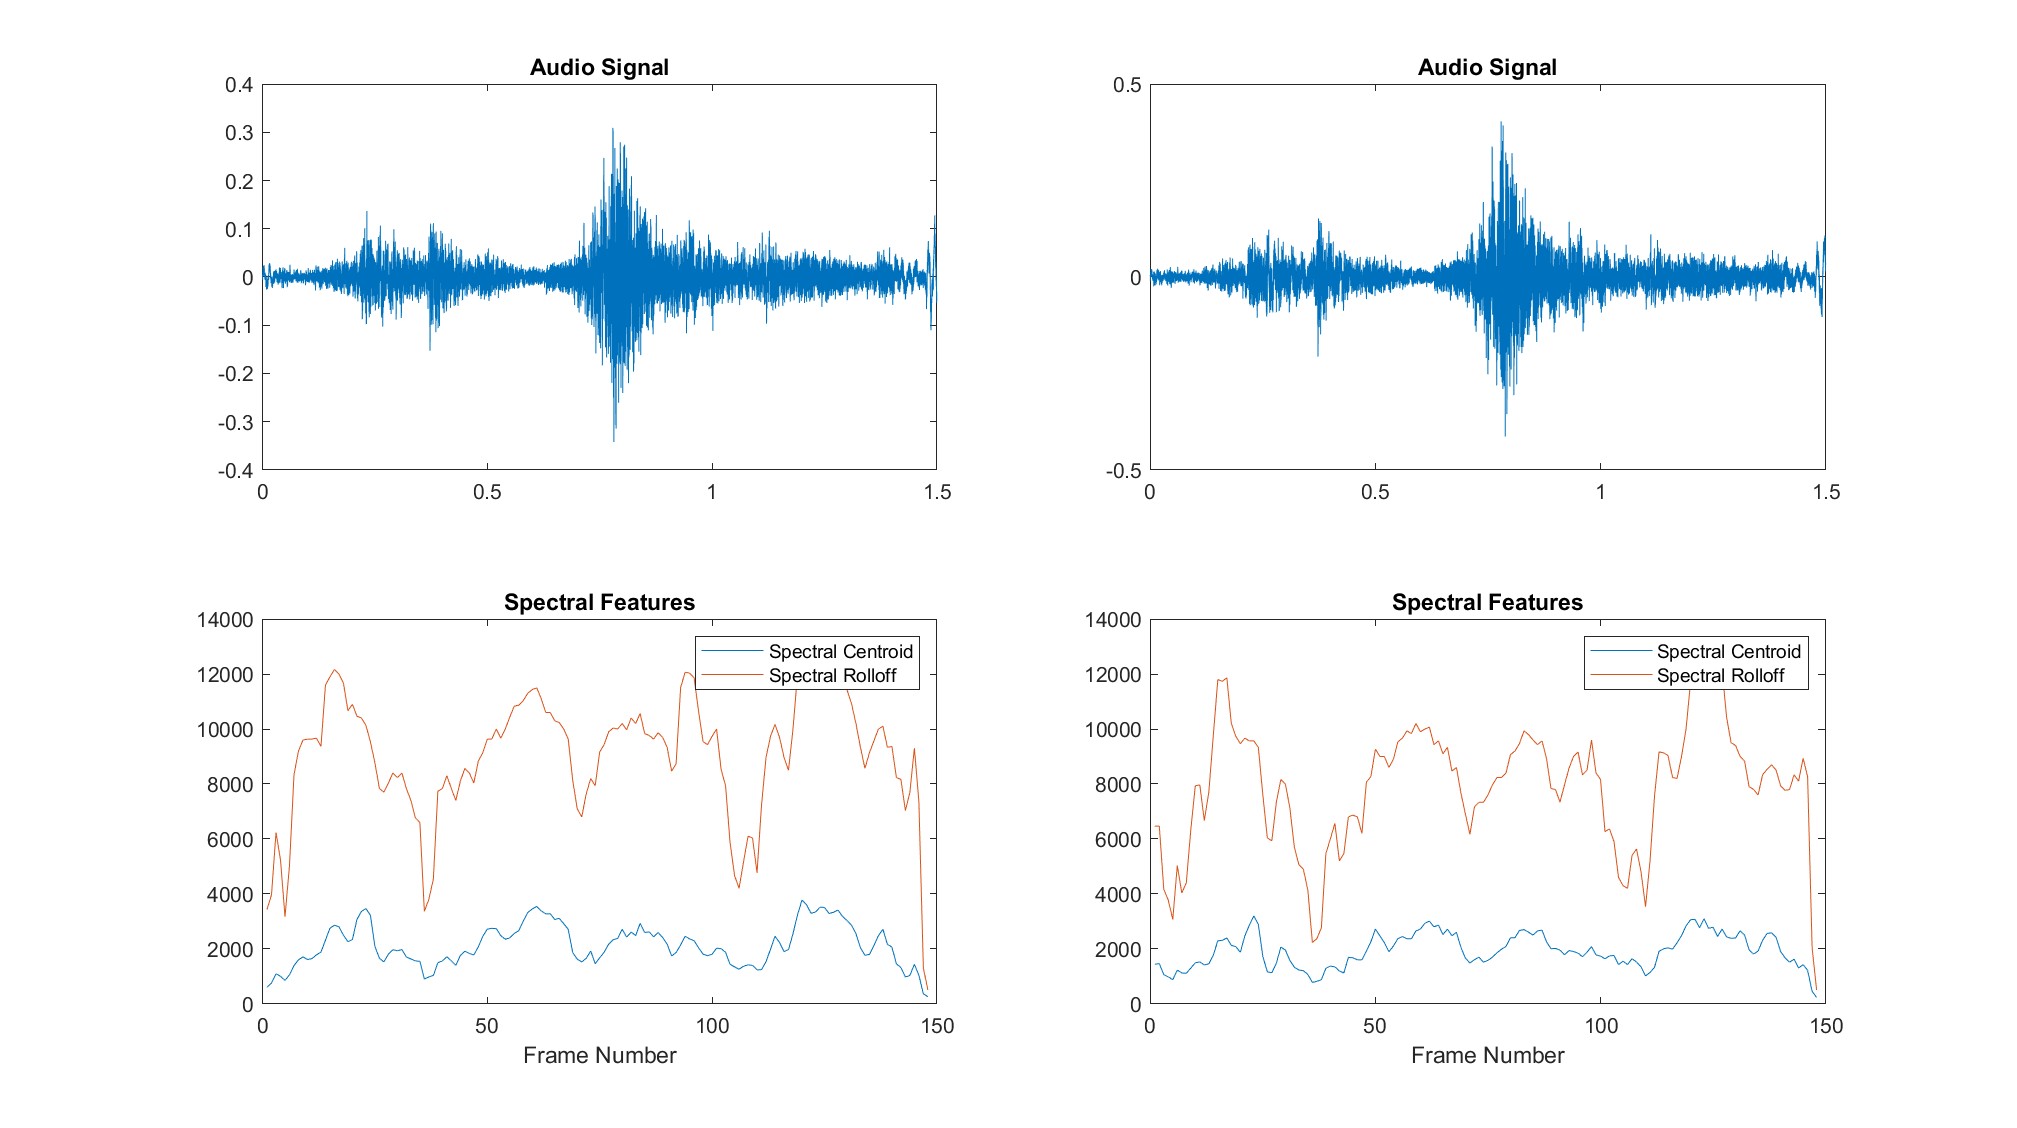 Audio Signal
0.4
0.3
0.2
0.1
0
-0.1
-0.2
-0.3
-0.4
0 0.5 1 1.5
Audio Signal
0.5
0
-0.5
0 0.5 1 1.5
Spectral Features
14000
12000
10000
8000
6000
4000
2000
0
Spectral Centroid
Spectral Rolloff
0 50 100 150
Frame Number
Spectral Features
14000
12000
10000
8000
6000
4000
2000
0
Spectral Centroid
Spectral Rolloff
0 50 100 150
Frame Number